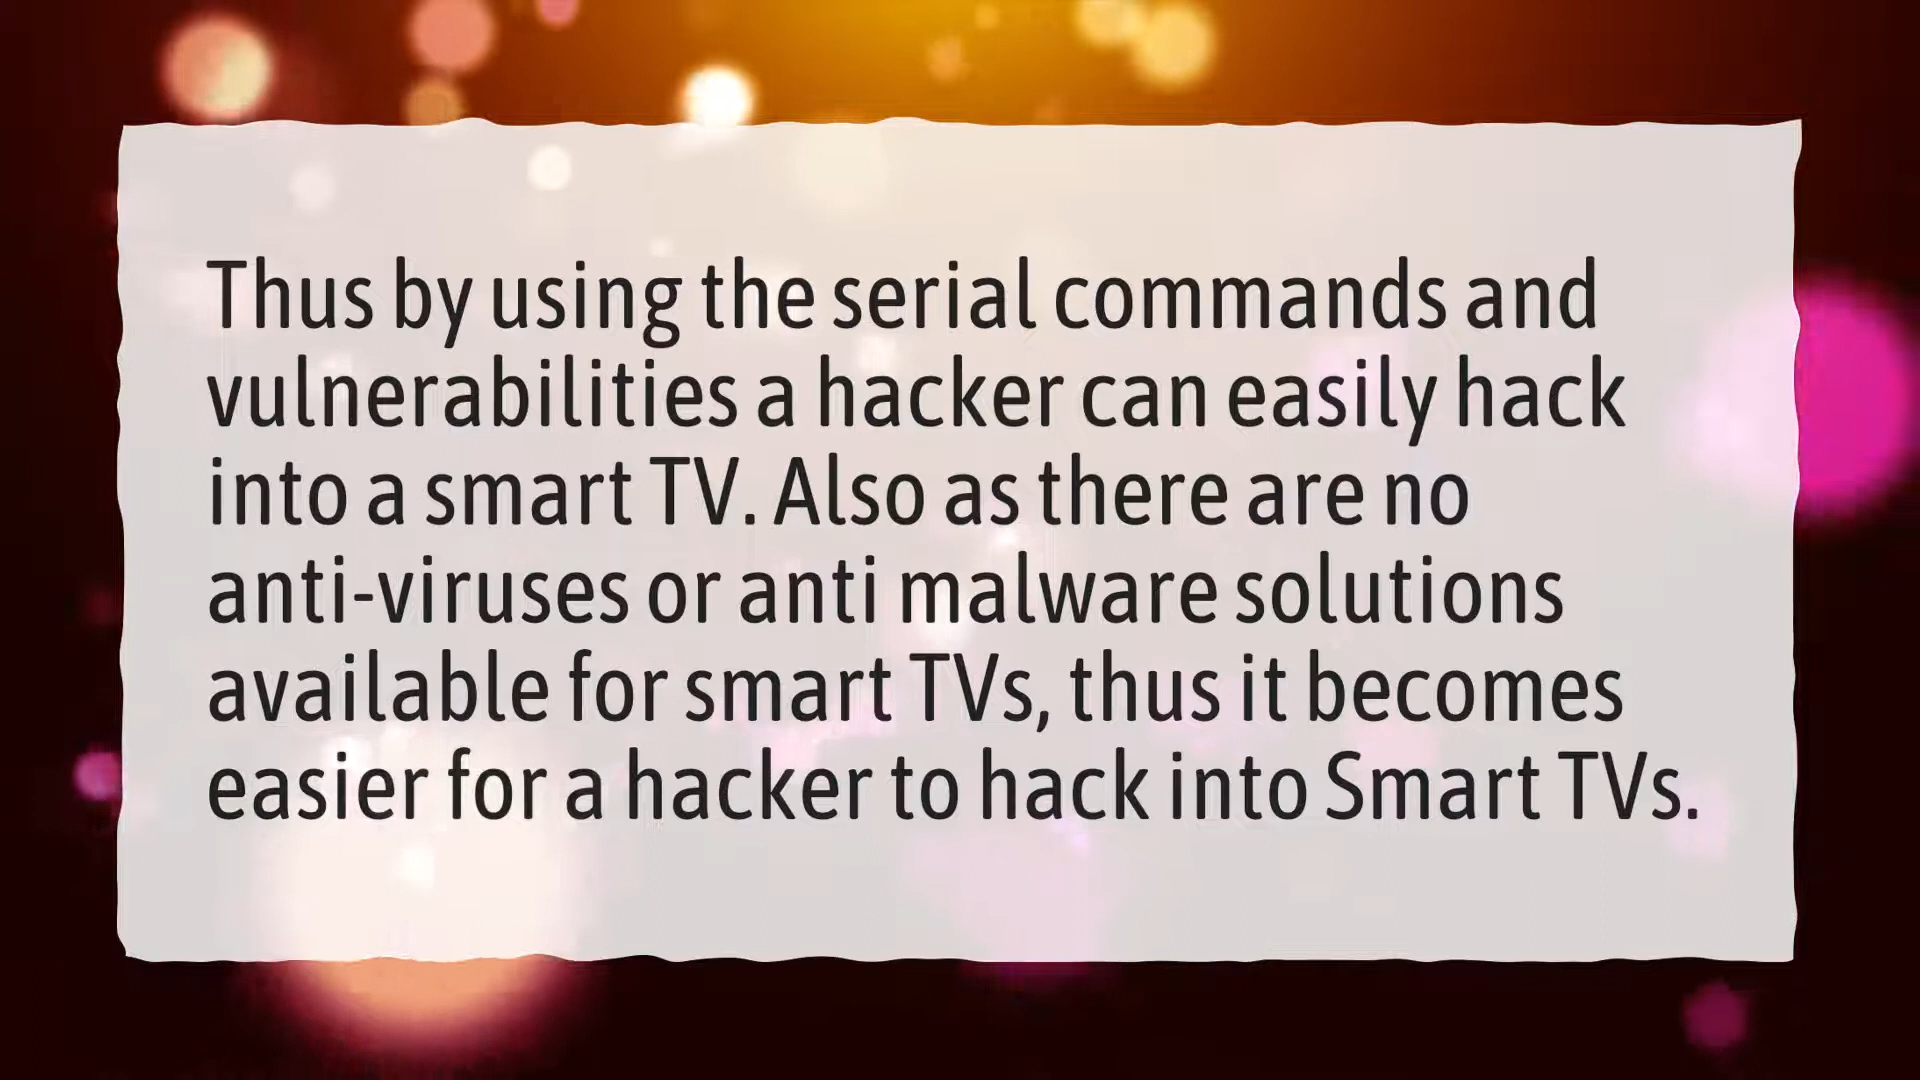 Thus by using the serial commands and
vulnerabilities a hacker can easily hack
into a smart TV. Also as there are no
anti-viruses or anti malware solutions
available for smart TVs, thus it becomes
easier for a hacker to hack into Smart TVs.